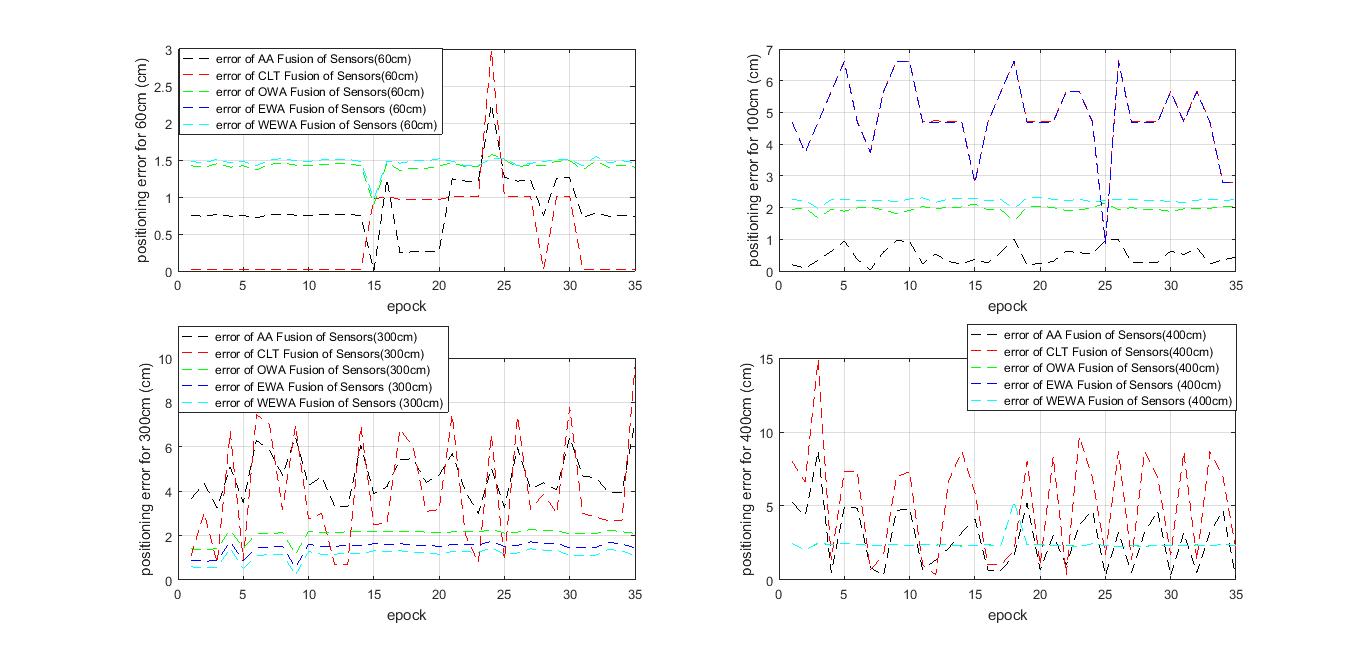 positioning error for 60cm (cm)
3
2.5
2
1.5
1
0.5
0
error of AA Fusion of Sensors(60cm)
error of CLT Fusion of Sensors(60cm)
error of OWA Fusion of Sensors(60cm)
error of EWA Fusion of Sensors (60cm)
error of WEWA Fusion of Sensors (60cm)
0 5 10 15 20 25 30 35
epock
positioning error for 100cm (cm)
7
6
5
4
3
2
1
0
0 5 10 15 20 25 30 35
epock
positioning error for 300cm (cm)
10
8
6
4
2
0
error of AA Fusion of Sensors(300cm)
error of CLT Fusion of Sensors(300cm)
error of OWA Fusion of Sensors(300cm)
error of EWA Fusion of Sensors (300cm)
error of WEWA Fusion of Sensors (300cm)
0 5 10 15 20 25 30 35
epock
positioning error for 400cm (cm)
15
10
5
0
error of AA Fusion of Sensors(400cm)
error of CLT Fusion of Sensors(400cm)
error of OWA Fusion of Sensors(400cm)
error of EWA Fusion of Sensors (400cm)
error of WEWA Fusion of Sensors (400cm)
0 5 10 15 20 25 30 35
epock